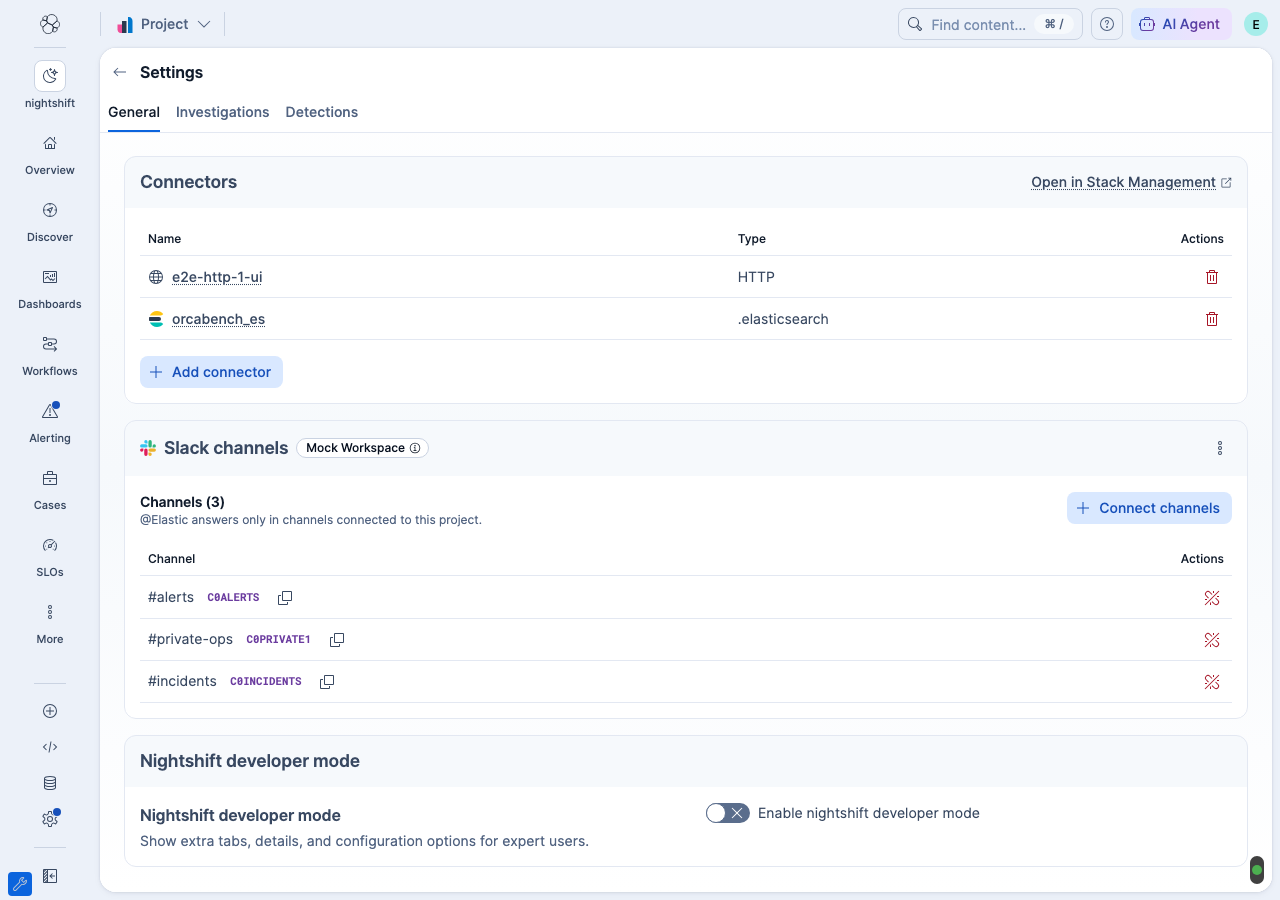 Project
Find content...
⌘ /
AI Agent
E
nightshift
Overview
Discover
Dashboards
Workflows
Alerting
Cases
SLOs
More
Settings
General
Investigations
Detections
Connectors
Open in Stack Management
Name
Type
Actions
e2e-http-1-ui
HTTP
orcabench_es
.elasticsearch
Add connector
Slack channels
Mock Workspace
Channels (3)
@Elastic answers only in channels connected to this project.
Connect channels
Channel
Actions
#alerts C0ALERTS
#private-ops C0PRIVATE1
#incidents C0INCIDENTS
Nightshift developer mode
Nightshift developer mode
Show extra tabs, details, and configuration options for expert users.
Enable nightshift developer mode